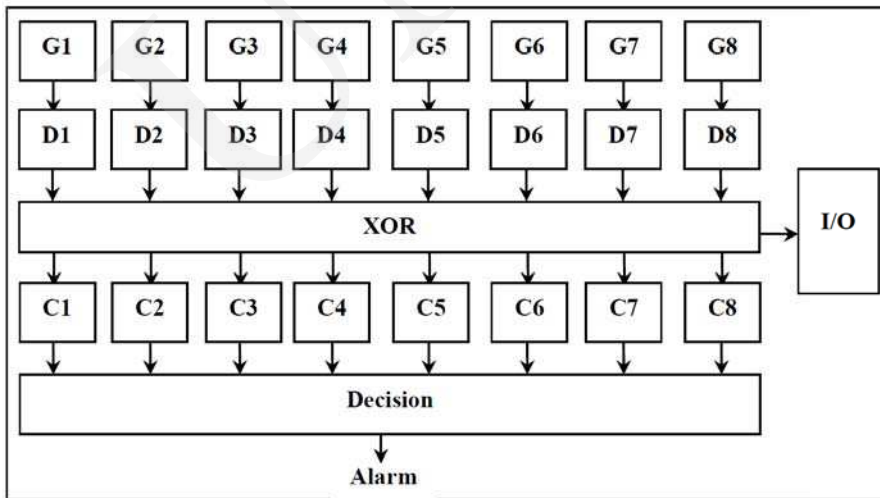 G1 G2 G3 G4 G5 G6 G7 G8
D1 D2 D3 D4 D5 D6 D7 D8
XOR
I/O
C1 C2 C3 C4 C5 C6 C7 C8
Decision
Alarm